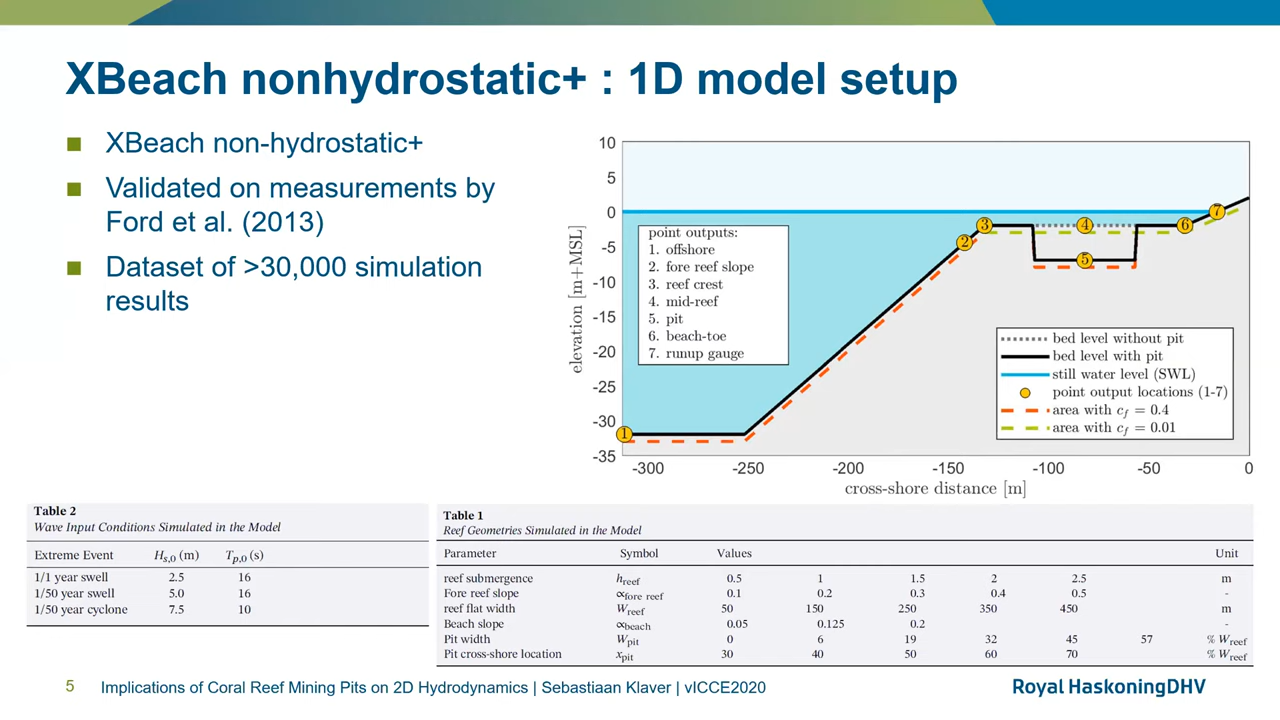 XBeach nonhydrostatic+ : 1D model setup
■ XBeach non-hydrostatic+
■ Validated on measurements by
Ford et al. (2013)
■ Dataset of >30,000 simulation
results
10
5
0
-5
-10
-15
-20
-25
-30
-35
elevation [m+MSL]
point outputs:
1. offshore
2. fore reef slope
3. reef crest
4. mid-reef
5. pit
6. beach-toe
7. runup gauge
1
2
3
4
5
6
7
bed level without pit
bed level with pit
still water level (SWL)
point output locations (1-7)
area with c_f = 0.4
area with c_f = 0.01
-300 -250 -200 -150 -100 -50 0
cross-shore distance [m]
Table 2
Wave Input Conditions Simulated in the Model
Extreme Event H_s,0 (m) T_p,0 (s)
1/1 year swell 2.5 16
1/50 year swell 5.0 16
1/50 year cyclone 7.5 10
Table 1
Reef Geometries Simulated in the Model
Parameter Symbol Values Unit
reef submergence h_reef 0.5 1 1.5 2 2.5 m
Fore reef slope ∝_fore reef 0.1 0.2 0.3 0.4 0.5 -
reef flat width W_reef 50 150 250 350 450 m
Beach slope ∝_beach 0.05 0.125 0.2 -
Pit width W_pit 0 6 19 32 45 57 % W_reef
Pit cross-shore location x_pit 30 40 50 60 70 % W_reef
5 Implications of Coral Reef Mining Pits on 2D Hydrodynamics | Sebastiaan Klaver | vICCE2020
Royal HaskoningDHV